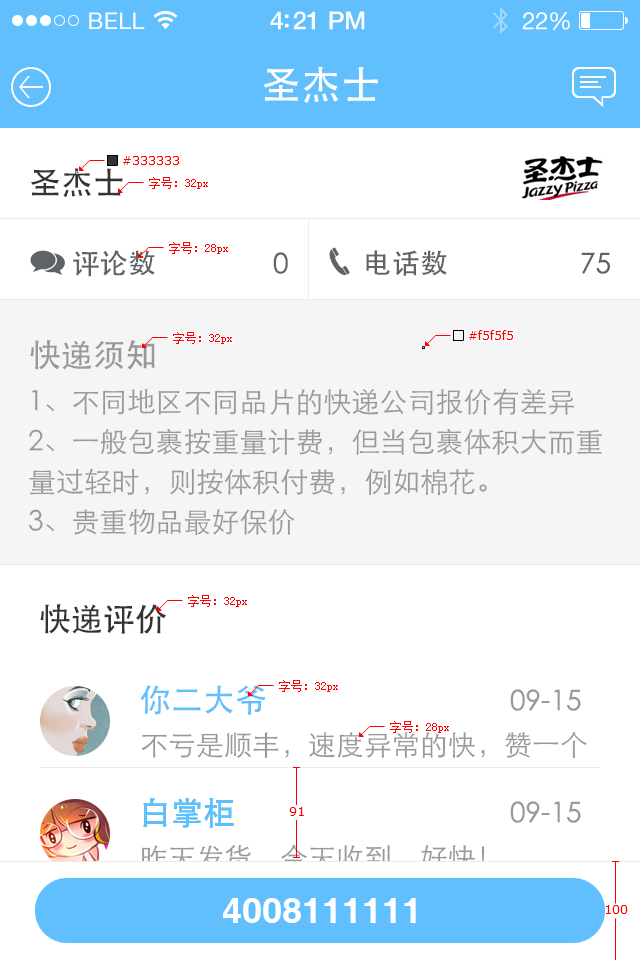 BELL 4:21 PM 22%
圣杰士
圣杰士 #333333 字号：32px 圣杰士 Jazzy Pizza
评论数 字号：28px 0 电话数 75
快递须知 字号：32px #f5f5f5
1、不同地区不同品片的快递公司报价有差异
2、一般包裹按重量计费，但当包裹体积大而重
量过轻时，则按体积付费，例如棉花。
3、贵重物品最好保价
快递评价 字号：32px
你二大爷 字号：32px 09-15
不亏是顺丰，速度异常的快，赞一个 字号：28px
91
白掌柜 09-15
昨天发货，今天收到，好快！
4008111111
100